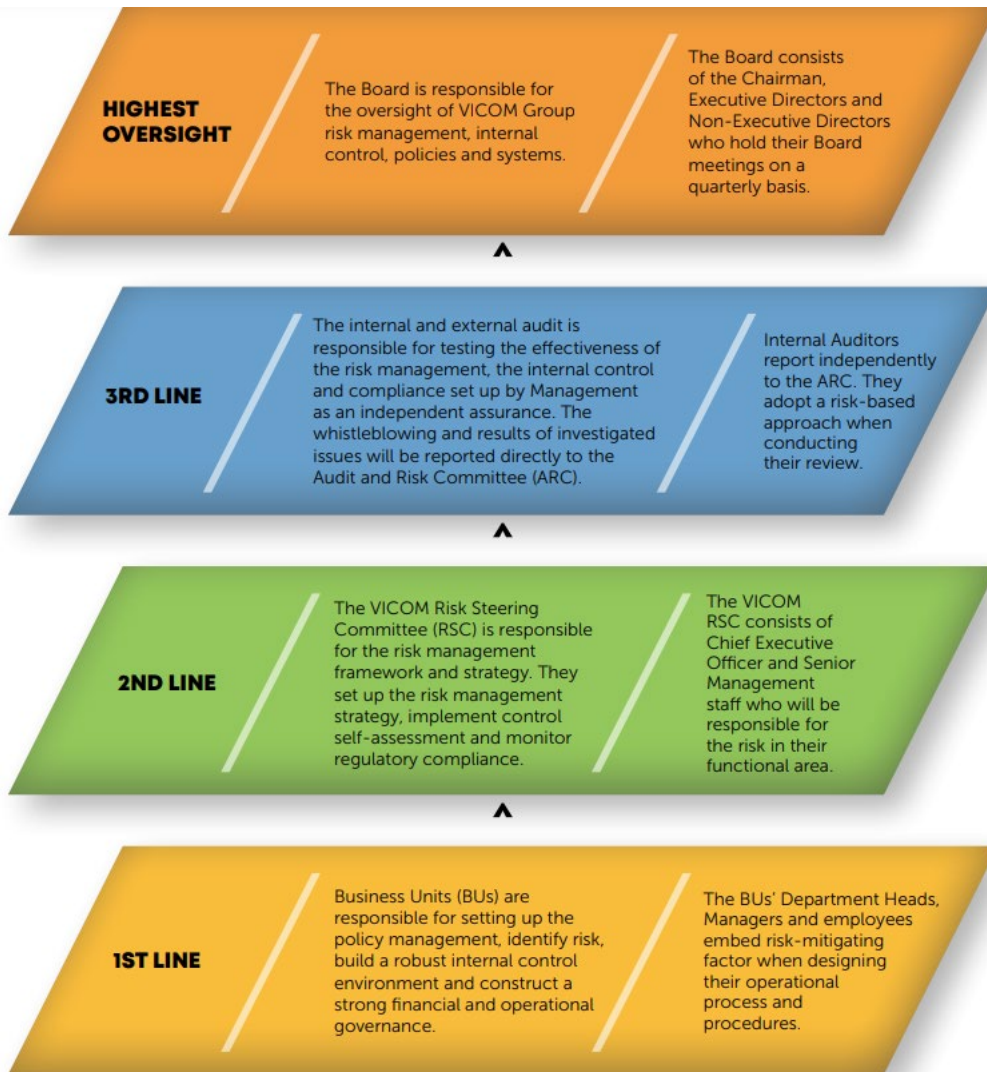 HIGHEST
OVERSIGHT
The Board is responsible for
the oversight of VICOM Group
risk management, internal
control, policies and systems.
The Board consists
of the Chairman,
Executive Directors and
Non-Executive Directors
who hold their Board
meetings on a
quarterly basis.
3RD LINE
The internal and external audit is
responsible for testing the effectiveness of
the risk management, the internal control
and compliance set up by Management
as an independent assurance. The
whistleblowing and results of investigated
issues will be reported directly to the
Audit and Risk Committee (ARC).
Internal Auditors
report independently
to the ARC. They
adopt a risk-based
approach when
conducting
their review.
2ND LINE
The VICOM Risk Steering
Committee (RSC) is responsible
for the risk management
framework and strategy. They
set up the risk management
strategy, implement control
self-assessment and monitor
regulatory compliance.
The VICOM
RSC consists of
Chief Executive
Officer and Senior
Management
staff who will be
responsible for
the risk in their
functional area.
1ST LINE
Business Units (BUs) are
responsible for setting up the
policy management, identify risk,
build a robust internal control
environment and construct a
strong financial and operational
governance.
The BUs' Department Heads,
Managers and employees
embed risk-mitigating
factor when designing
their operational
process and
procedures.